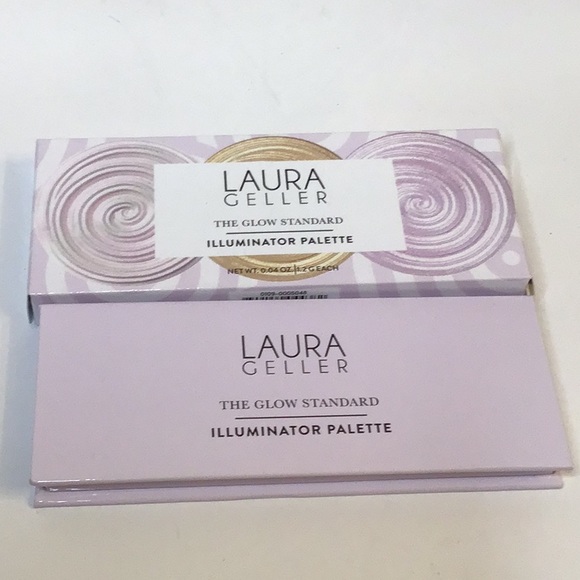 LAURA
GELLER
THE GLOW STANDARD
ILLUMINATOR PALETTE
NET WT. 0.04 OZ. | 1.2 G EACH
LAURA
GELLER
THE GLOW STANDARD
ILLUMINATOR PALETTE